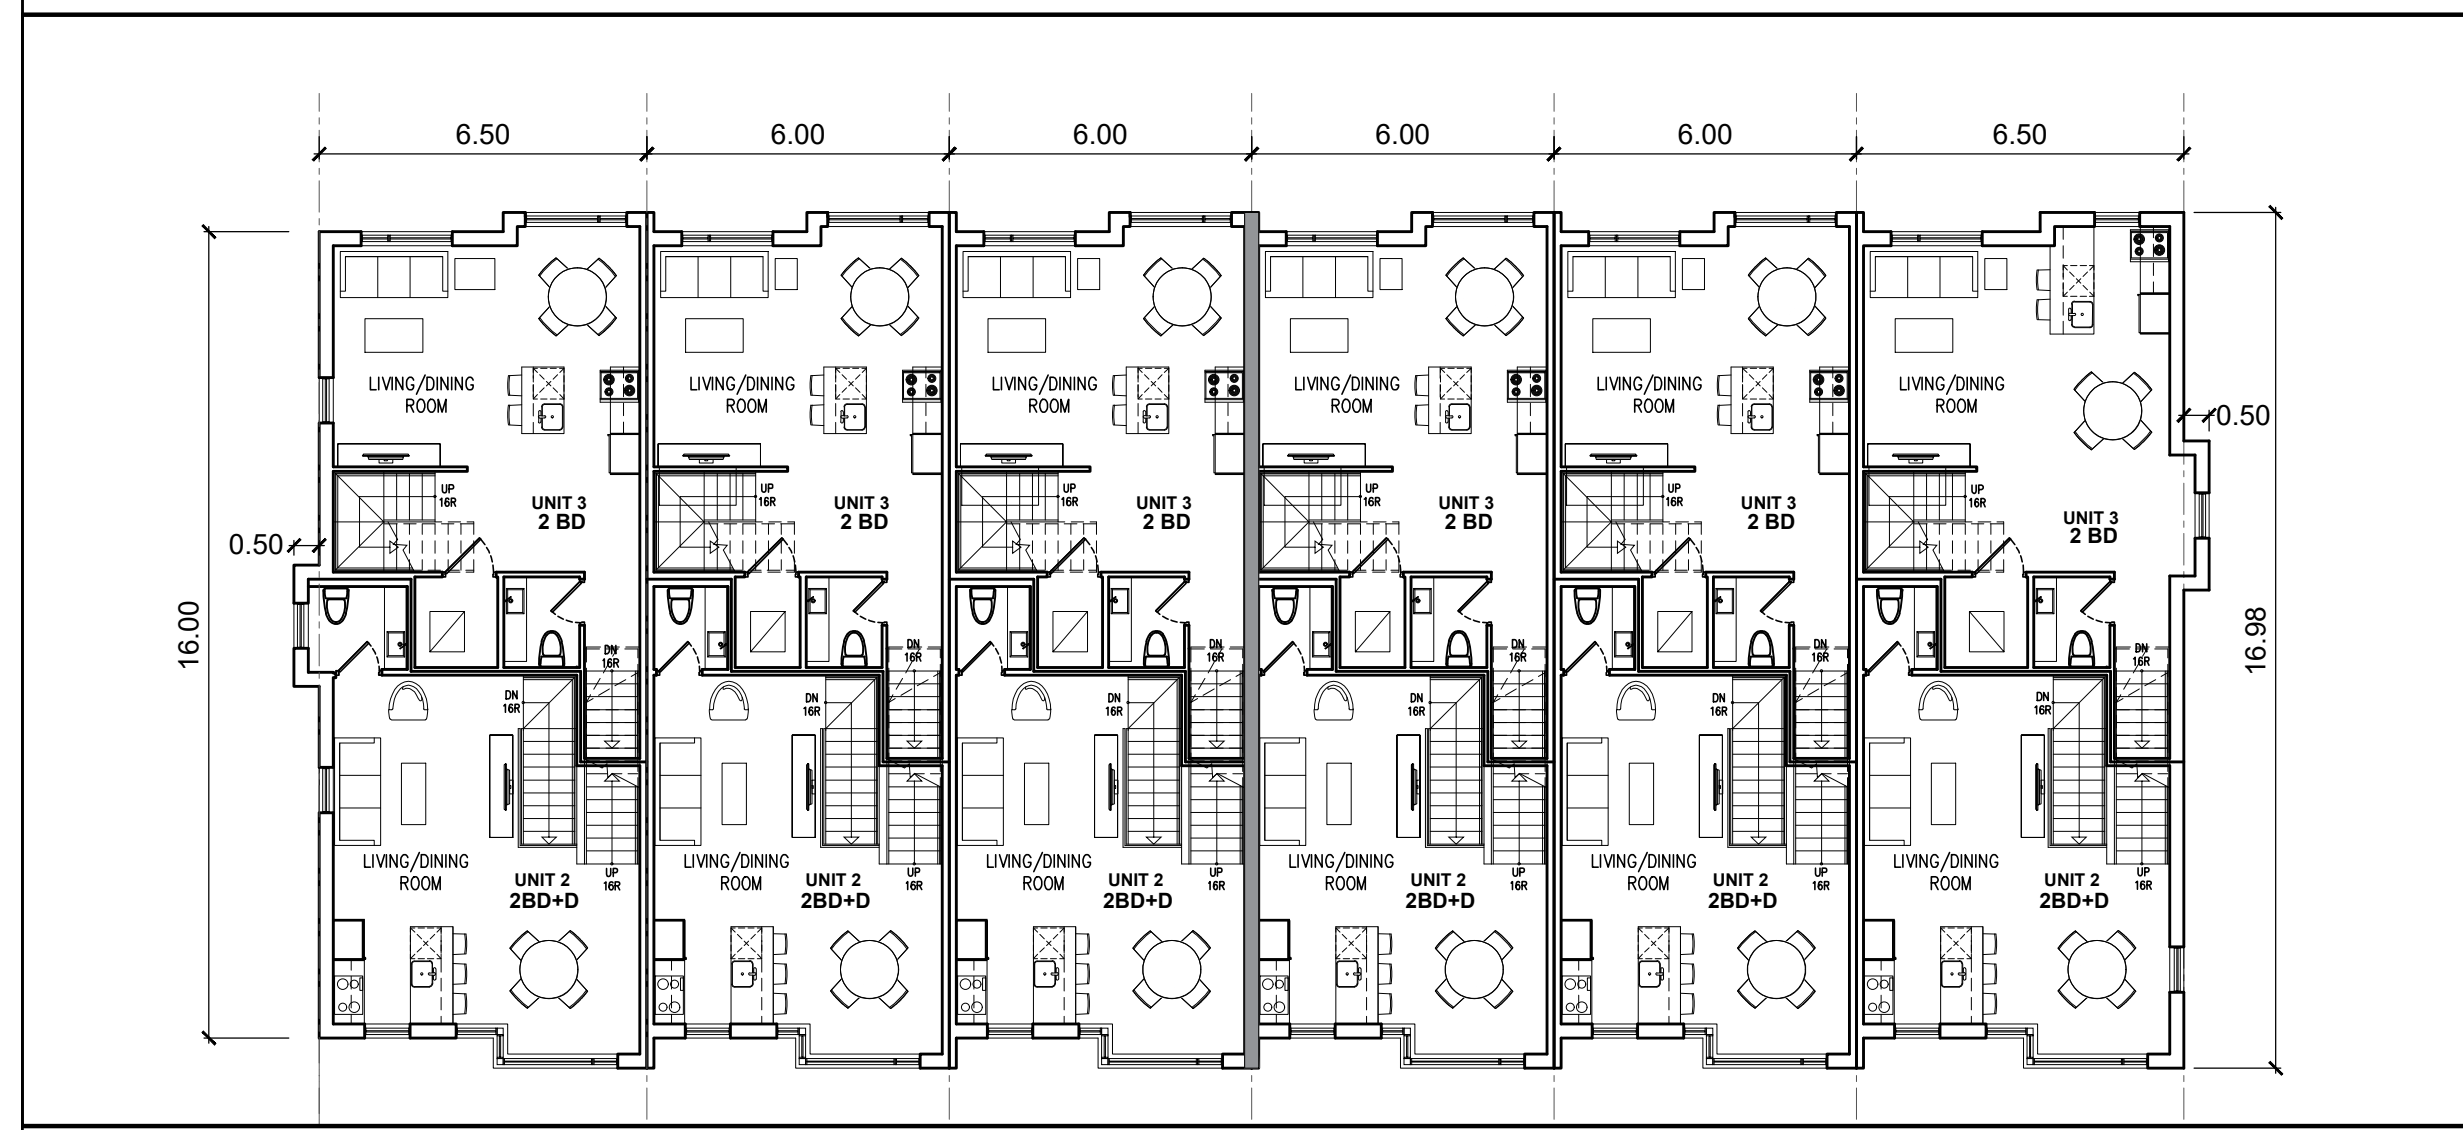 6.50 6.00 6.00 6.00 6.00 6.50
LIVING/DINING LIVING/DINING LIVING/DINING LIVING/DINING LIVING/DINING LIVING/DINING
ROOM ROOM ROOM ROOM ROOM ROOM
0.50
UP UP UP UP UP UP
16R 16R 16R 16R 16R 16R
UNIT 3 UNIT 3 UNIT 3 UNIT 3 UNIT 3 UNIT 3
2 BD 2 BD 2 BD 2 BD 2 BD 2 BD
0.50
16.00
16.98
DN DN DN DN DN DN
16R 16R 16R 16R 16R 16R
DN DN DN DN DN DN
16R 16R 16R 16R 16R 16R
LIVING/DINING LIVING/DINING LIVING/DINING LIVING/DINING LIVING/DINING LIVING/DINING
ROOM ROOM ROOM ROOM ROOM ROOM
UP UP UP UP UP UP
16R 16R 16R 16R 16R 16R
UNIT 2 UNIT 2 UNIT 2 UNIT 2 UNIT 2 UNIT 2
2BD+D 2BD+D 2BD+D 2BD+D 2BD+D 2BD+D